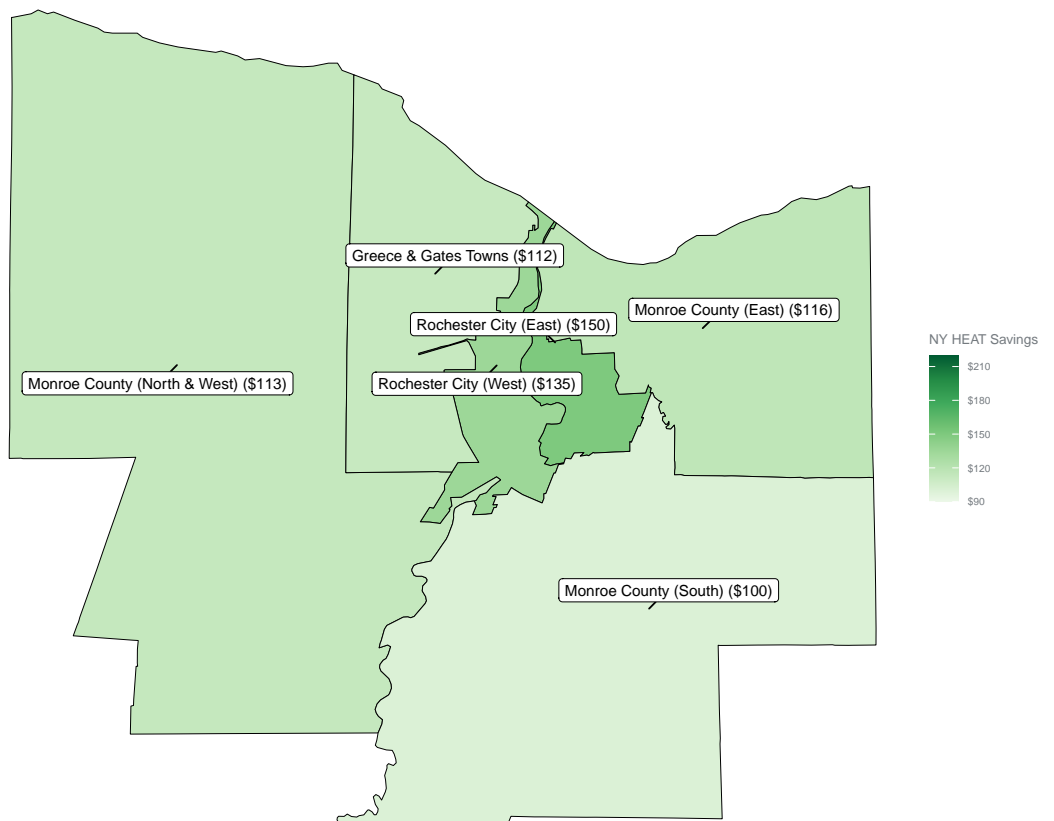 Greece & Gates Towns ($112)
Monroe County (East) ($116)
Rochester City (East) ($150)
Monroe County (North & West) ($113)
Rochester City (West) ($135)
Monroe County (South) ($100)
NY HEAT Savings
$210
$180
$150
$120
$90